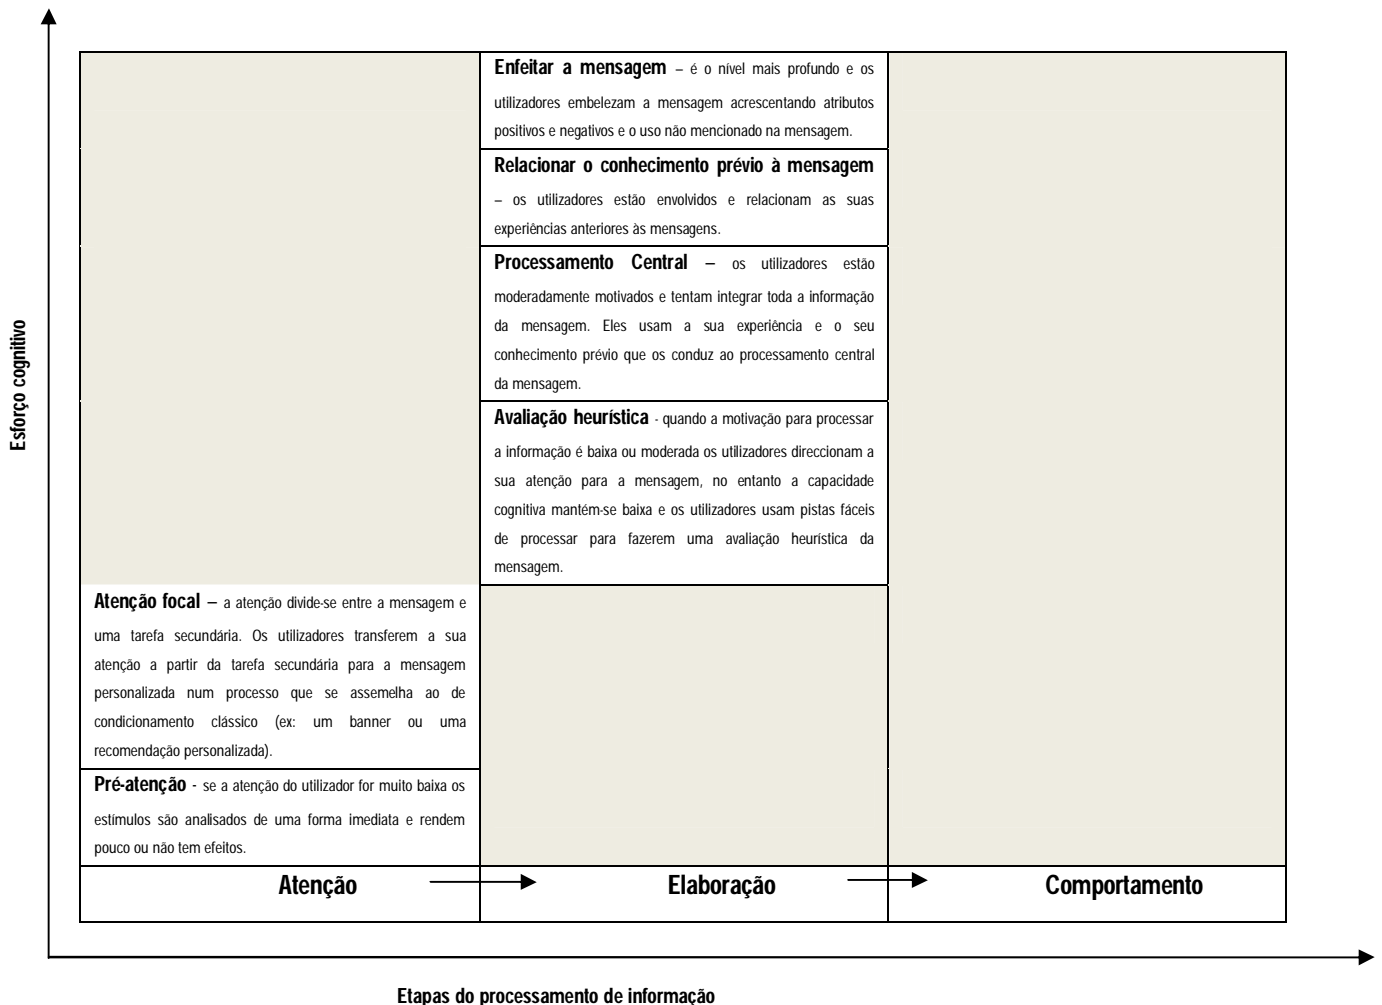 Enfeitar a mensagem – é o nível mais profundo e os
utilizadores embelezam a mensagem acrescentando atributos
positivos e negativos e o uso não mencionado na mensagem.
Relacionar o conhecimento prévio à mensagem
– os utilizadores estão envolvidos e relacionam as suas
experiências anteriores às mensagens.
Processamento Central – os utilizadores estão
moderadamente motivados e tentam integrar toda a informação
da mensagem. Eles usam a sua experiência e o seu
conhecimento prévio que os conduz ao processamento central
da mensagem.
Esforço cognitivo
Avaliação heurística - quando a motivação para processar
a informação é baixa ou moderada os utilizadores direccionam a
sua atenção para a mensagem, no entanto a capacidade
cognitiva mantém-se baixa e os utilizadores usam pistas fáceis
de processar para fazerem uma avaliação heurística da
mensagem.
Atenção focal – a atenção divide-se entre a mensagem e
uma tarefa secundária. Os utilizadores transferem a sua
atenção a partir da tarefa secundária para a mensagem
personalizada num processo que se assemelha ao de
condicionamento clássico (ex: um banner ou uma
recomendação personalizada).
Pré-atenção - se a atenção do utilizador for muito baixa os
estímulos são analisados de uma forma imediata e rendem
pouco ou não tem efeitos.
Atenção
Elaboração
Comportamento
Etapas do processamento de informação